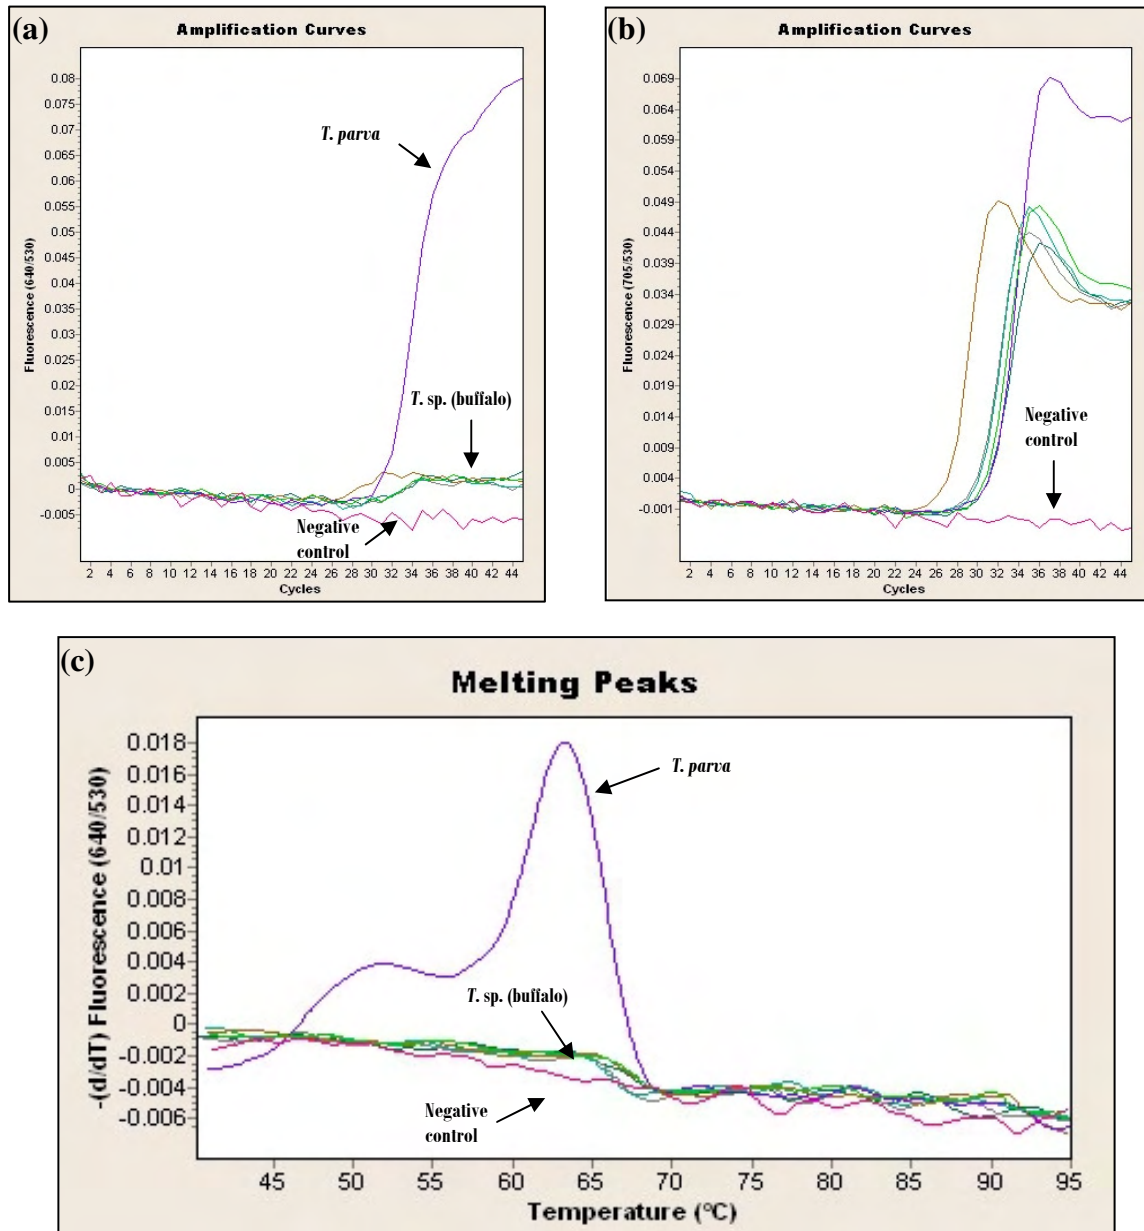 (a)
Amplification Curves
Fluorescence (640/530)
0.08
0.075
0.07
0.065
0.06
0.055
0.05
0.045
0.04
0.035
0.03
0.025
0.02
0.015
0.01
0.005
0
-0.005
T. parva
T. sp. (buffalo)
Negative
control
2 4 6 8 10 12 14 16 18 20 22 24 26 28 30 32 34 36 38 40 42 44
Cycles
(b)
Amplification Curves
Fluorescence (705/530)
0.069
0.064
0.059
0.054
0.049
0.044
0.039
0.034
0.029
0.024
0.019
0.014
0.009
0.004
-0.001
Negative
control
2 4 6 8 10 12 14 16 18 20 22 24 26 28 30 32 34 36 38 40 42 44
Cycles
(c)
Melting Peaks
-(d/dT) Fluorescence (640/530)
0.018
0.016
0.014
0.012
0.01
0.008
0.006
0.004
0.002
0
-0.002
-0.004
-0.006
T. parva
T. sp. (buffalo)
Negative
control
45 50 55 60 65 70 75 80 85 90 95
Temperature (°C)